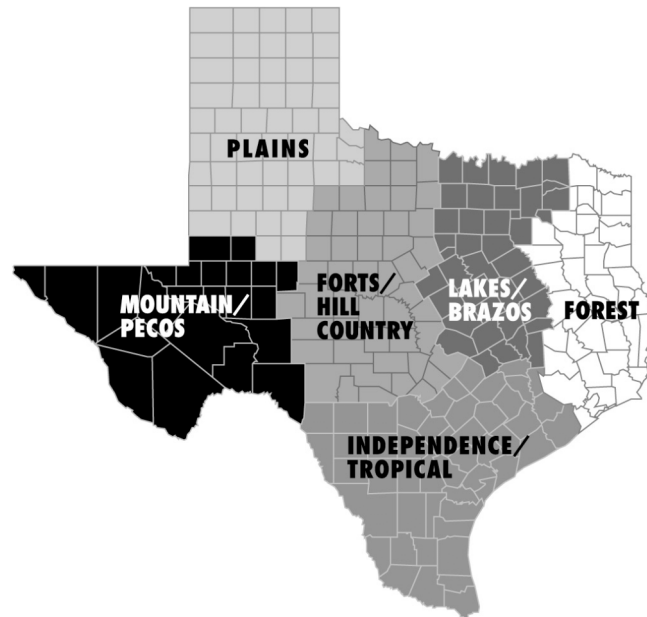 PLAINS
FORTS/
HILL
COUNTRY
MOUNTAIN/
PECOS
LAKES/
BRAZOS
FOREST
INDEPENDENCE/
TROPICAL